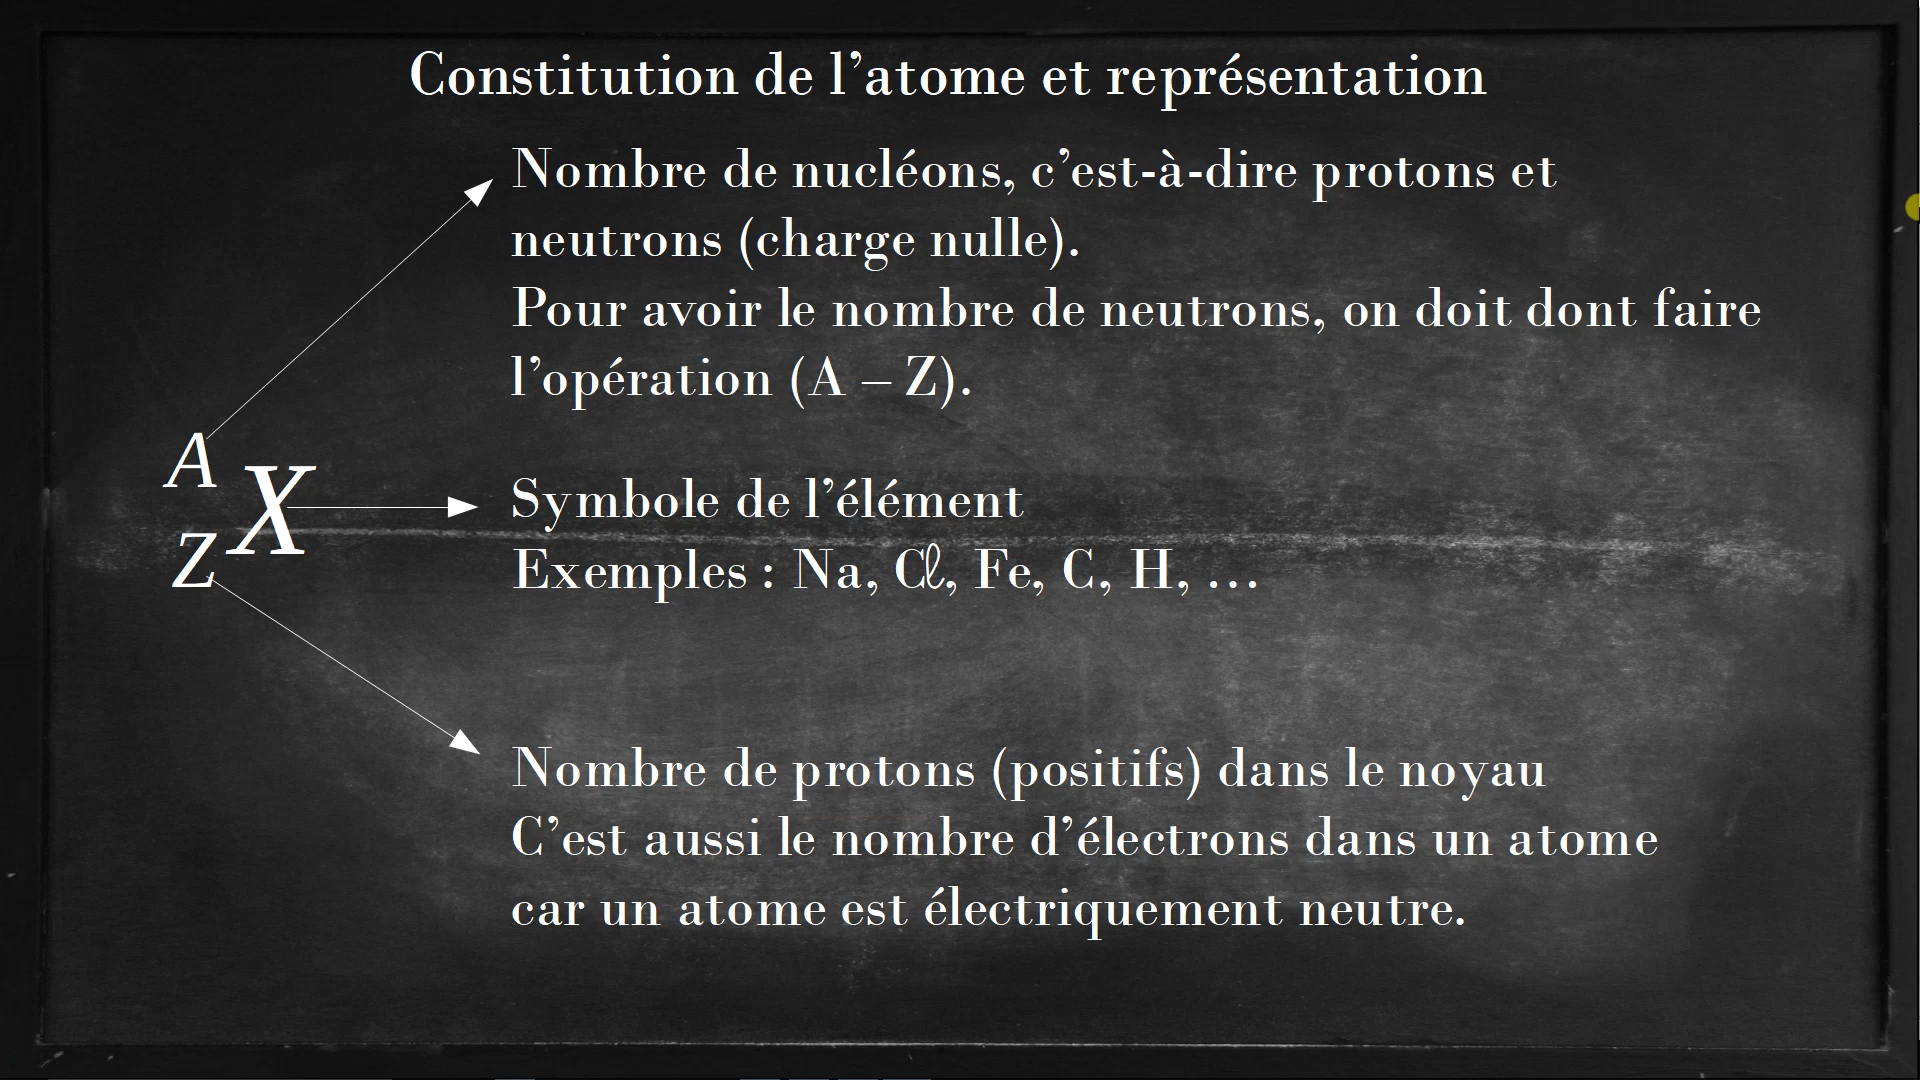 Constitution de l’atome et représentation
Nombre de nucléons, c’est-à-dire protons et
neutrons (charge nulle).
Pour avoir le nombre de neutrons, on doit dont faire
l’opération (A – Z).
A
X
Z
Symbole de l’élément
Exemples : Na, Cℓ, Fe, C, H, …
Nombre de protons (positifs) dans le noyau
C’est aussi le nombre d’électrons dans un atome
car un atome est électriquement neutre.